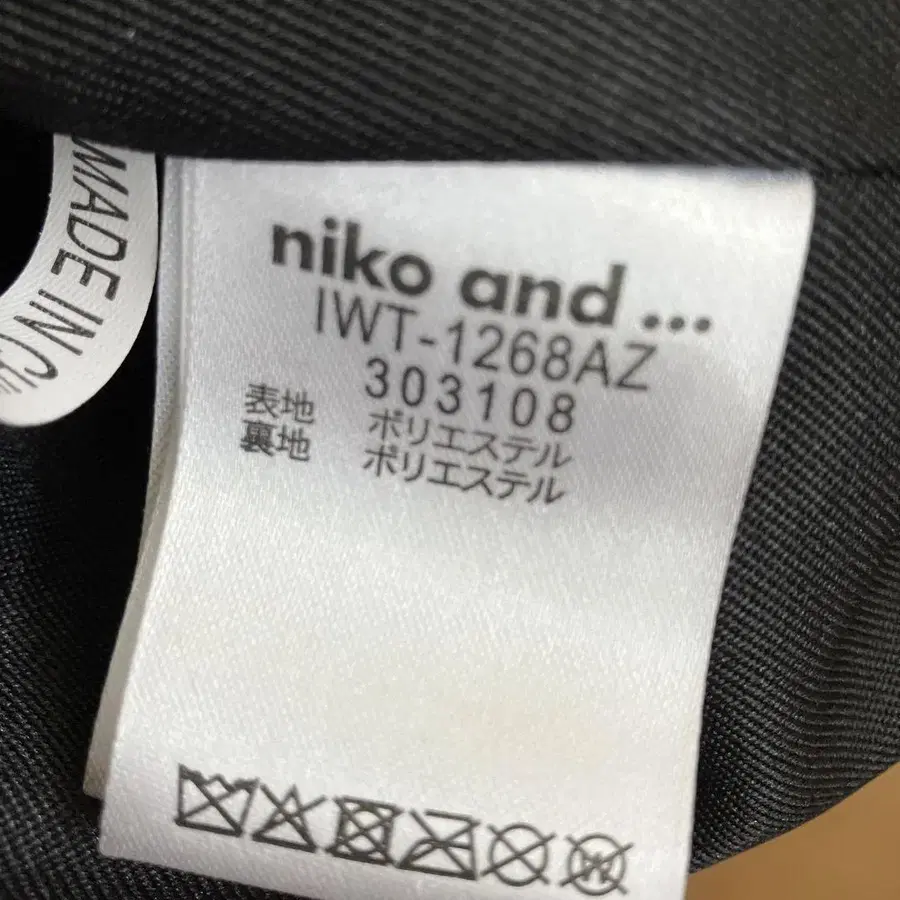 MADE IN
niko and ...
IWT-1268AZ
303108
表地 ポリエステル
裏地 ポリエステル